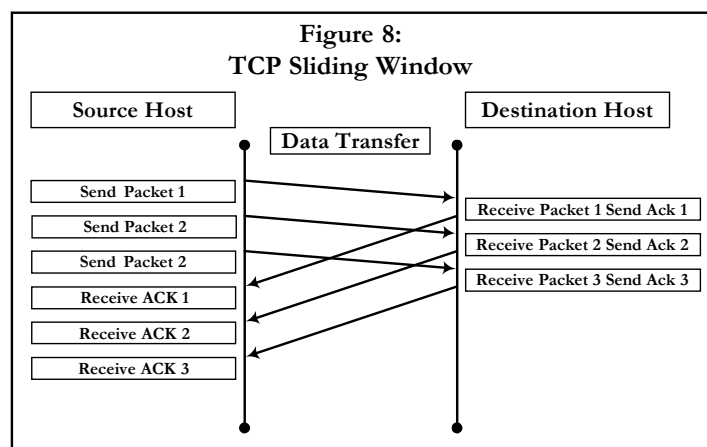 Figure 8:
TCP Sliding Window
Source Host
Destination Host
Data Transfer
Send Packet 1
Send Packet 2
Send Packet 2
Receive ACK 1
Receive ACK 2
Receive ACK 3
Receive Packet 1 Send Ack 1
Receive Packet 2 Send Ack 2
Receive Packet 3 Send Ack 3